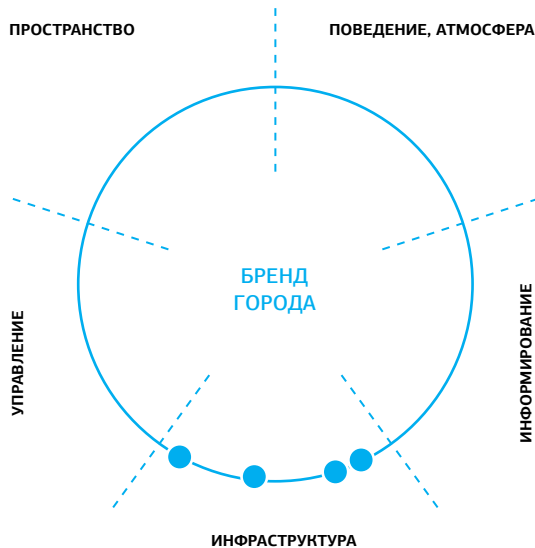 ПРОСТРАНСТВО
ПОВЕДЕНИЕ, АТМОСФЕРА
БРЕНД
ГОРОДА
УПРАВЛЕНИЕ
ИНФОРМИРОВАНИЕ
ИНФРАСТРУКТУРА